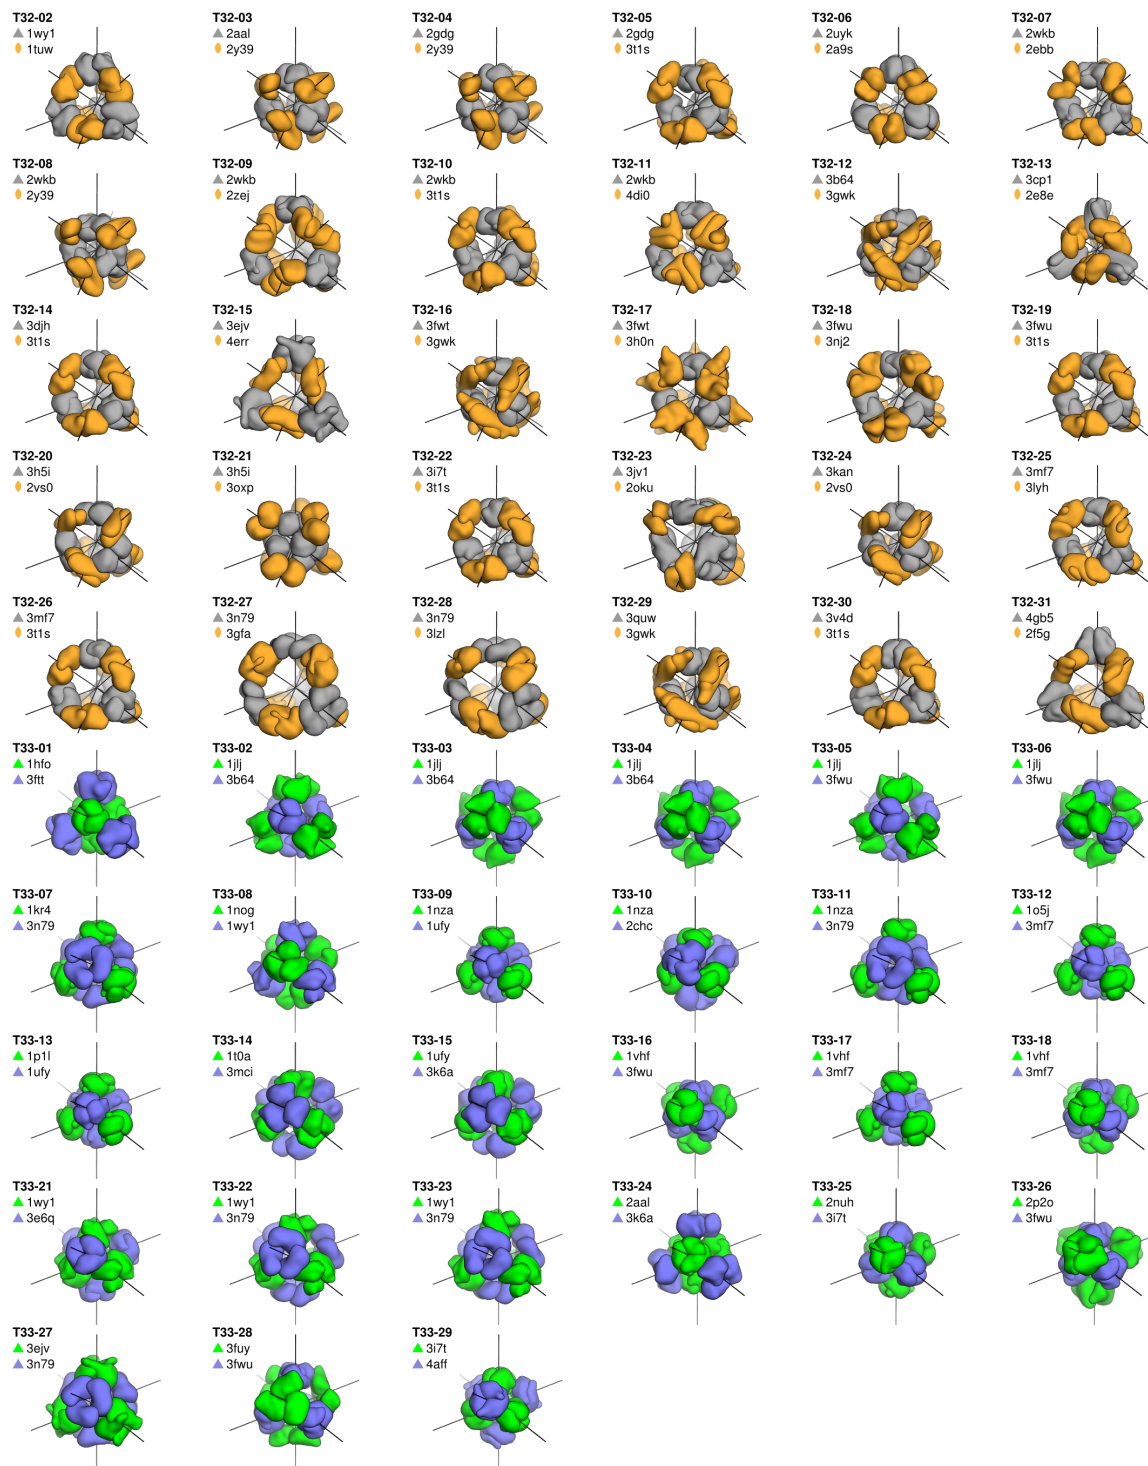 T32-02
1wy1
1tuw
T32-03
2aal
2y39
T32-04
2gdg
2y39
T32-05
2gdg
3t1s
T32-06
2uyk
2a9s
T32-07
2wkb
2ebb
T32-08
2wkb
2y39
T32-09
2wkb
2zej
T32-10
2wkb
3t1s
T32-11
2wkb
4di0
T32-12
3b64
3gwk
T32-13
3cp1
2e8e
T32-14
3djh
3t1s
T32-15
3ejv
4err
T32-16
3fwt
3gwk
T32-17
3fwt
3h0n
T32-18
3fwu
3nj2
T32-19
3fwu
3t1s
T32-20
3h5i
2vs0
T32-21
3h5i
3oxp
T32-22
3i7t
3t1s
T32-23
3jv1
2oku
T32-24
3kan
2vs0
T32-25
3mf7
3lyh
T32-26
3mf7
3t1s
T32-27
3n79
3gfa
T32-28
3n79
3lzl
T32-29
3quw
3gwk
T32-30
3v4d
3t1s
T32-31
4gb5
2f5g
T33-01
1hfo
3ftt
T33-02
1jlj
3b64
T33-03
1jlj
3b64
T33-04
1jlj
3b64
T33-05
1jlj
3fwu
T33-06
1jlj
3fwu
T33-07
1kr4
3n79
T33-08
1nog
1wy1
T33-09
1nza
1ufy
T33-10
1nza
2chc
T33-11
1nza
3n79
T33-12
1o5j
3mf7
T33-13
1p1l
1ufy
T33-14
1t0a
3mci
T33-15
1ufy
3k6a
T33-16
1vhf
3fwu
T33-17
1vhf
3mf7
T33-18
1vhf
3mf7
T33-21
1wy1
3e6q
T33-22
1wy1
3n79
T33-23
1wy1
3n79
T33-24
2aal
3k6a
T33-25
2nuh
3i7t
T33-26
2p2o
3fwu
T33-27
3ejv
3n79
T33-28
3fuy
3fwu
T33-29
3i7t
4aff